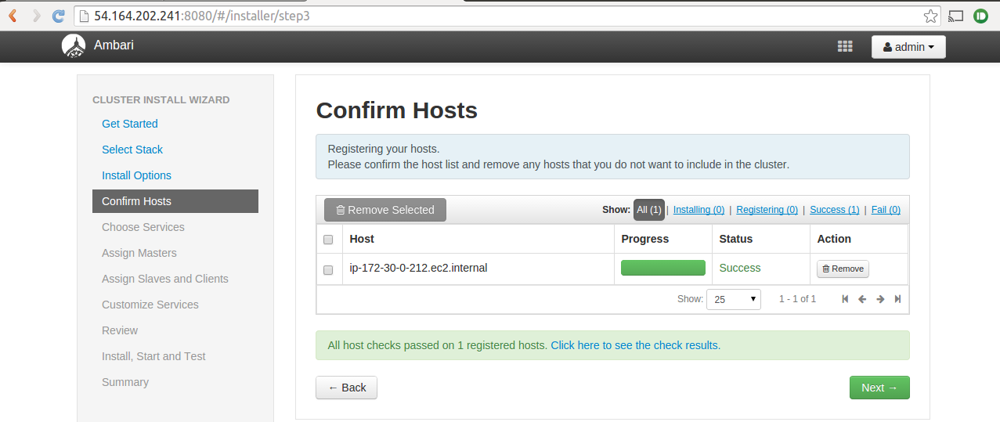 54.164.202.241:8080/#/installer/step3
Ambari
admin
CLUSTER INSTALL WIZARD
Get Started
Select Stack
Install Options
Confirm Hosts
Choose Services
Assign Masters
Assign Slaves and Clients
Customize Services
Review
Install, Start and Test
Summary
Confirm Hosts
Registering your hosts.
Please confirm the host list and remove any hosts that you do not want to include in the cluster.
Remove Selected Show: All (1) | Installing (0) | Registering (0) | Success (1) | Fail (0)
Host Progress Status Action
ip-172-30-0-212.ec2.internal Success Remove
Show: 25 1 - 1 of 1
All host checks passed on 1 registered hosts. Click here to see the check results.
← Back Next →